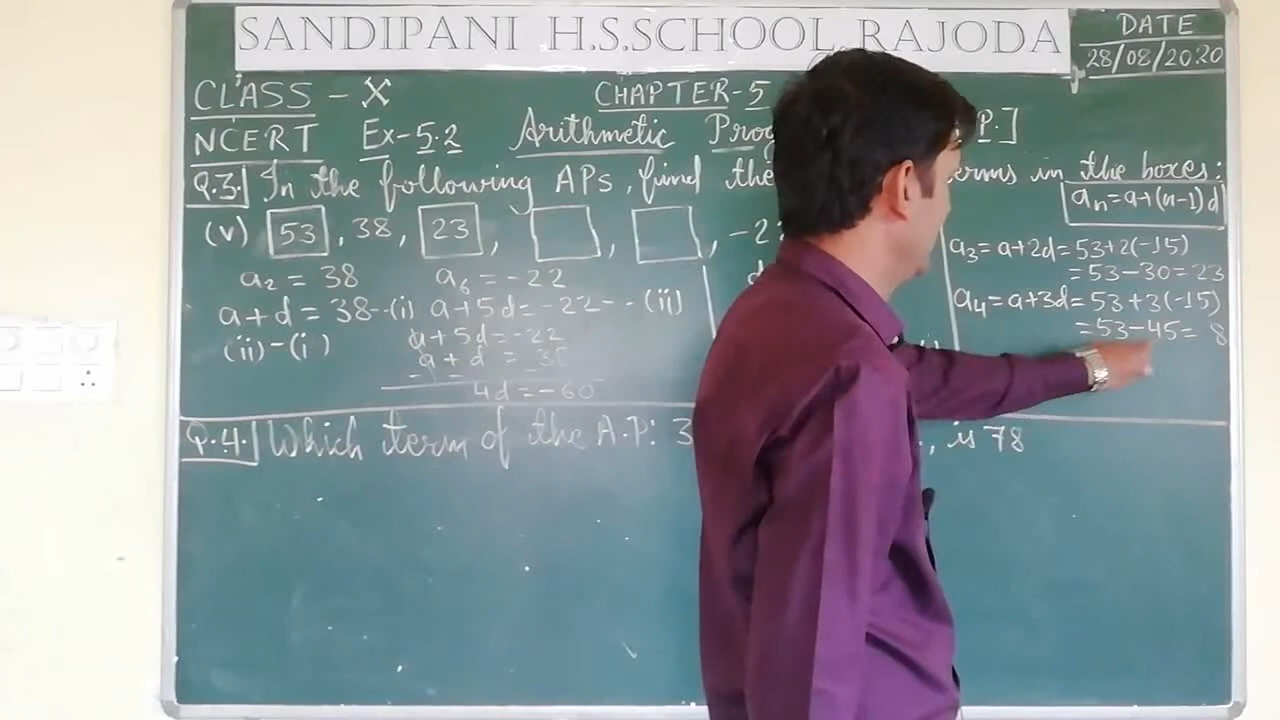 SANDIPANI H.S.SCHOOL RAJODA
DATE
28/08/2020
CLASS - X
CHAPTER-5
NCERT Ex-5.2 Arithmetic Prog P.]
Q.3. In the following APs, find the in the boxes:
aₙ=a+(n-1)d
(v) 53, 38, 23, , , -22
a₂ = 38 a₆ = -22
a+d = 38--(i) a+5d = -22--(ii)
(ii)-(i) a+5d = -22
a+d = 38
4d = -60
a₃=a+2d=53+2(-15)
=53-30=23
a₄=a+3d=53+3(-15)
=53-45= 8
Q.4. Which term of the A.P: 3 , is 78